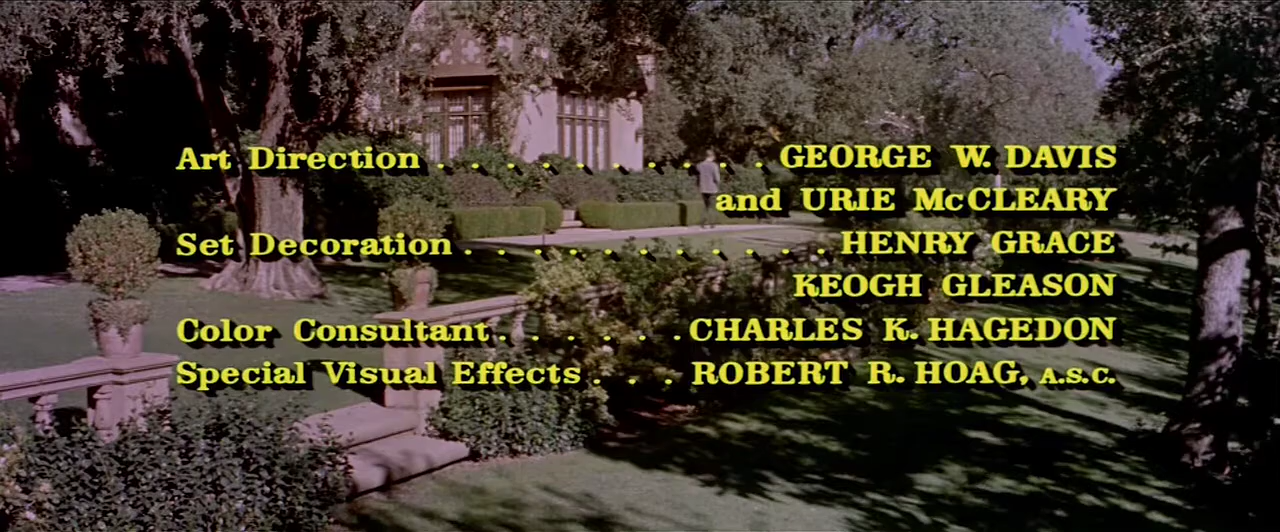 Art Direction . . . . . . . . . . GEORGE W. DAVIS
and URIE McCLEARY
Set Decoration . . . . . . . . . . . HENRY GRACE
KEOGH GLEASON
Color Consultant . . . . . . CHARLES K. HAGEDON
Special Visual Effects . . . ROBERT R. HOAG, A.S.C.